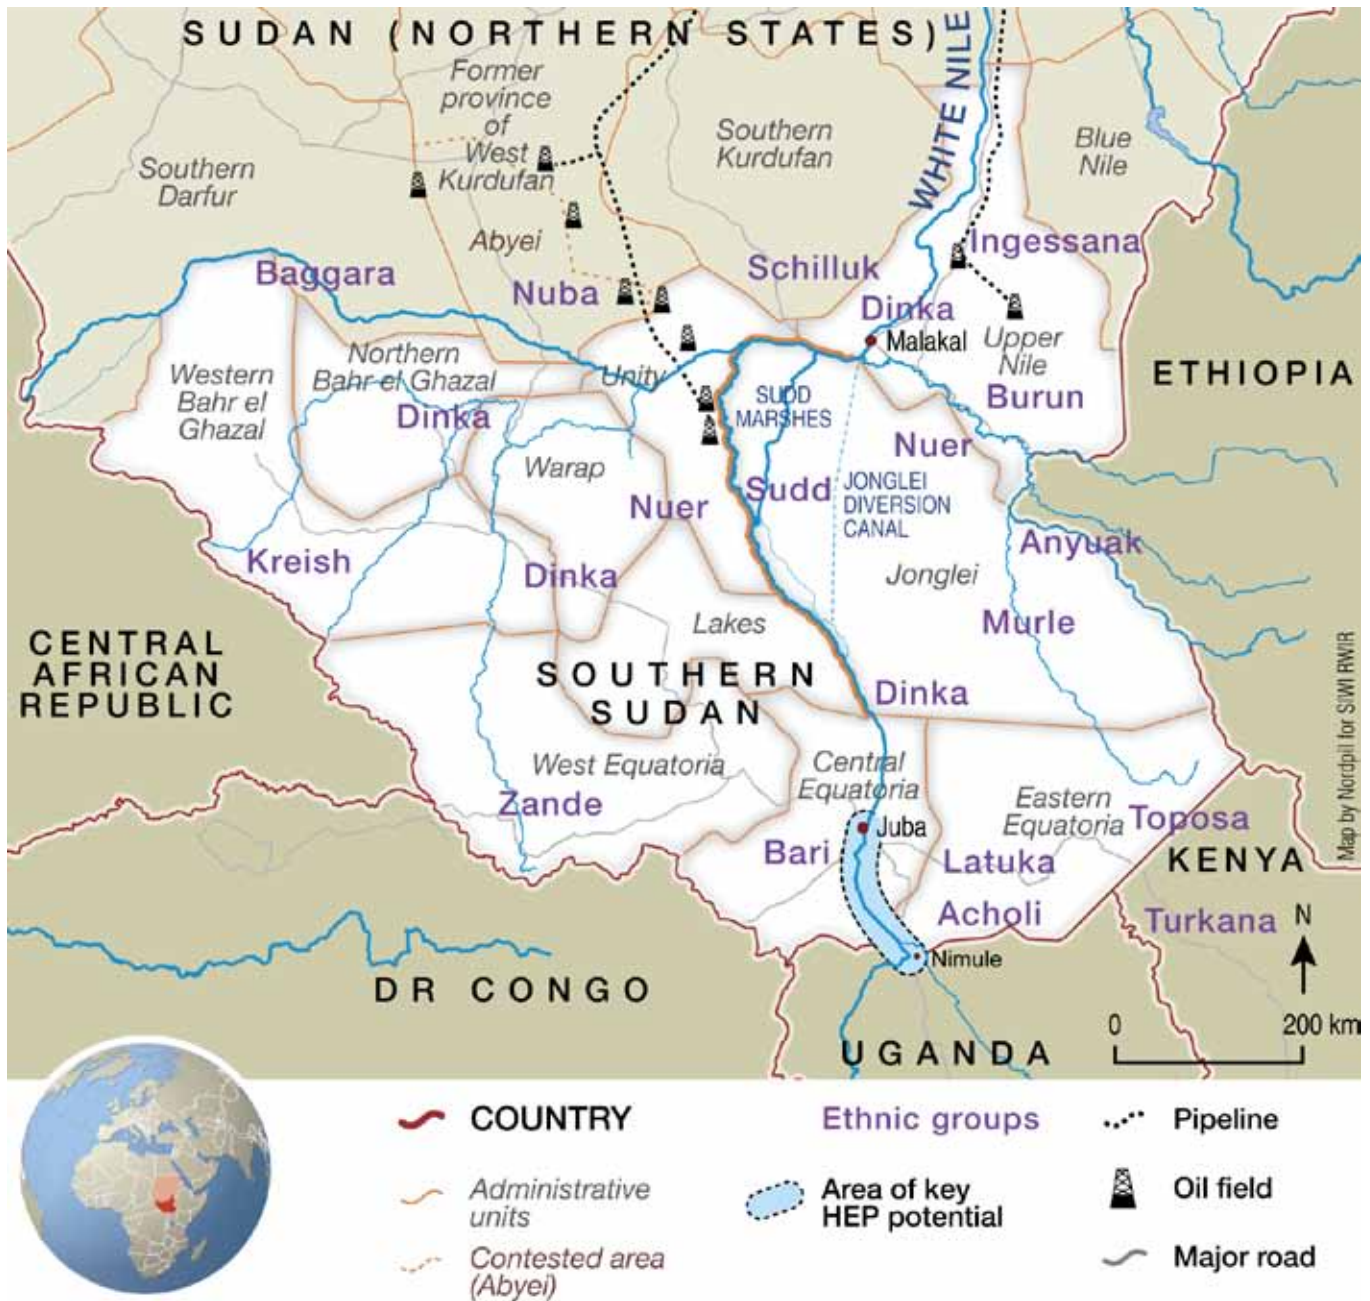 SUDAN (NORTHERN STATES)
WHITE NILE
Former
province
of
West
Kurdufan
Southern
Kurdufan
Blue
Nile
Southern
Darfur
Abyei
Ingessana
Baggara
Schilluk
Nuba
Dinka
Malakal
Upper
Nile
Northern
Bahr el Ghazal
Western
Bahr el
Ghazal
Unity
ETHIOPIA
SUDD
MARSHES
Burun
Dinka
Nuer
Warap
Sudd
JONGLEI
DIVERSION
CANAL
Nuer
Anyuak
Kreish
Dinka
Jonglei
Lakes
Murle
CENTRAL
AFRICAN
REPUBLIC
SOUTHERN
SUDAN
Dinka
West Equatoria
Central
Equatoria
Zande
Eastern
Equatoria
Toposa
Juba
Bari
Latuka
KENYA
Acholi
Turkana
N
Nimule
DR CONGO
UGANDA
0 200 km
Map by Nordpil for SIWI RWIR
COUNTRY
Administrative
units
Contested area
(Abyei)
Ethnic groups
Area of key
HEP potential
Pipeline
Oil field
Major road